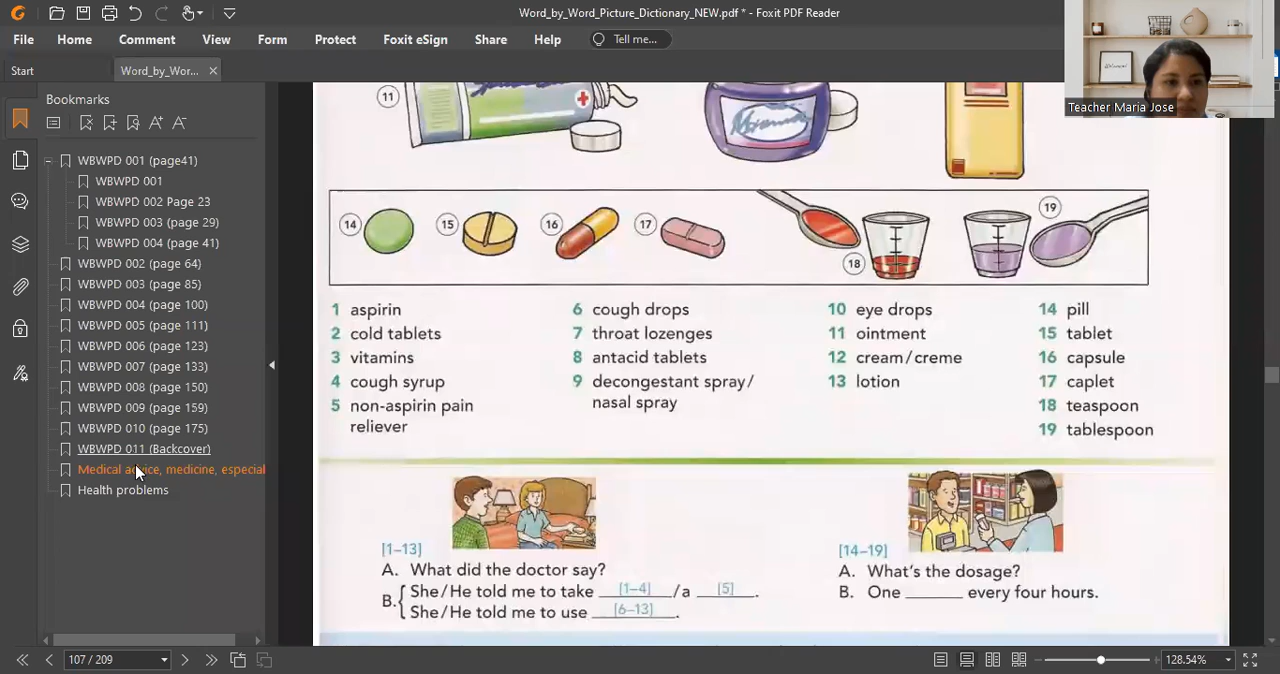 Word_by_Word_Picture_Dictionary_NEW.pdf * - Foxit PDF Reader
File Home Comment View Form Protect Foxit eSign Share Help Tell me...
Start Word_by_Wor...
Teacher Maria Jose
Bookmarks
WBWPD 001 (page41)
WBWPD 001
WBWPD 002 Page 23
WBWPD 003 (page 29)
WBWPD 004 (page 41)
WBWPD 002 (page 64)
WBWPD 003 (page 85)
WBWPD 004 (page 100)
WBWPD 005 (page 111)
WBWPD 006 (page 123)
WBWPD 007 (page 133)
WBWPD 008 (page 150)
WBWPD 009 (page 159)
WBWPD 010 (page 175)
WBWPD 011 (Backcover)
Medical advice, medicine, especial
Health problems
11
14 15 16 17 18 19
1 aspirin
2 cold tablets
3 vitamins
4 cough syrup
5 non-aspirin pain
reliever
6 cough drops
7 throat lozenges
8 antacid tablets
9 decongestant spray/
nasal spray
10 eye drops
11 ointment
12 cream/creme
13 lotion
14 pill
15 tablet
16 capsule
17 caplet
18 teaspoon
19 tablespoon
[1–13]
A. What did the doctor say?
B. She/He told me to take [1–4] /a [5] .
She/He told me to use [6–13] .
[14–19]
A. What's the dosage?
B. One ______ every four hours.
107 / 209
128.54%